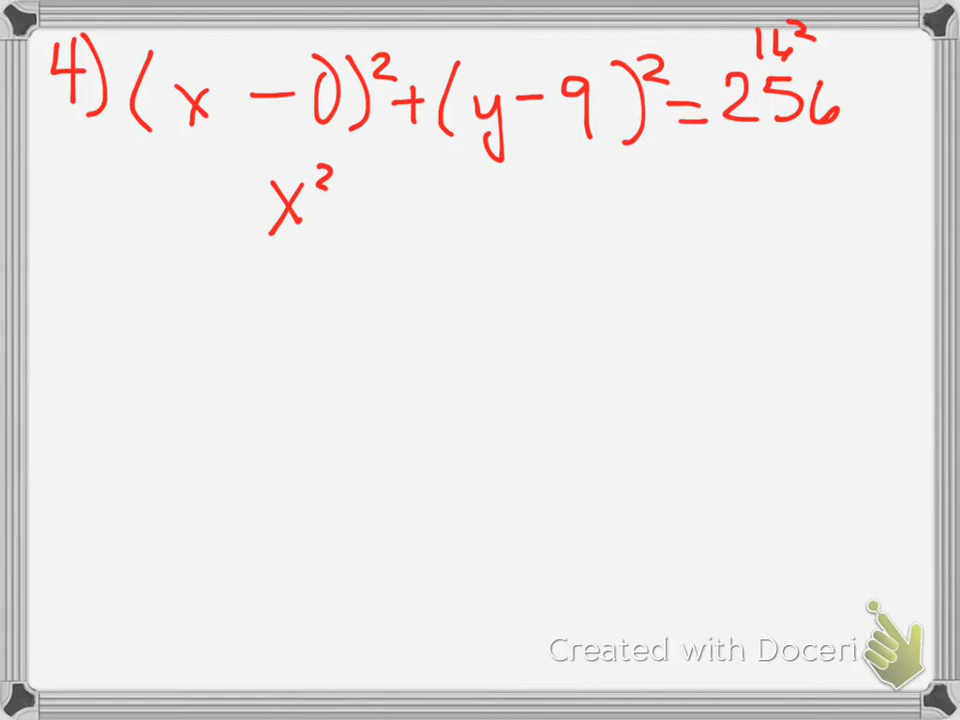 16²
4) (x - 0)² + (y - 9)² = 256
x²
Created with Doceri